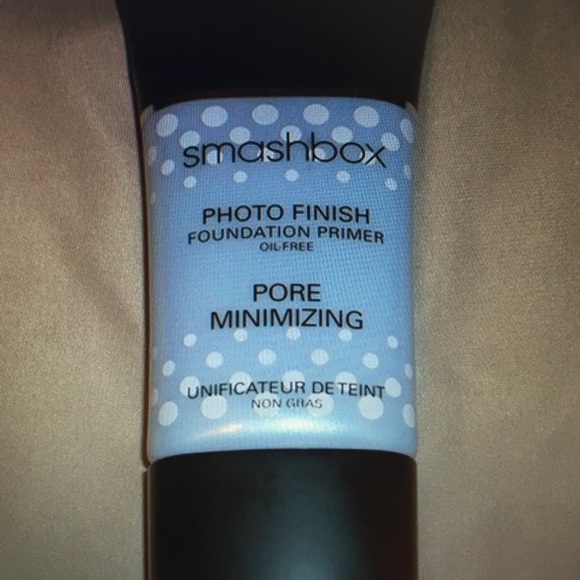 smashbox
PHOTO FINISH
FOUNDATION PRIMER
OIL-FREE
PORE
MINIMIZING
UNIFICATEUR DE TEINT
NON GRAS